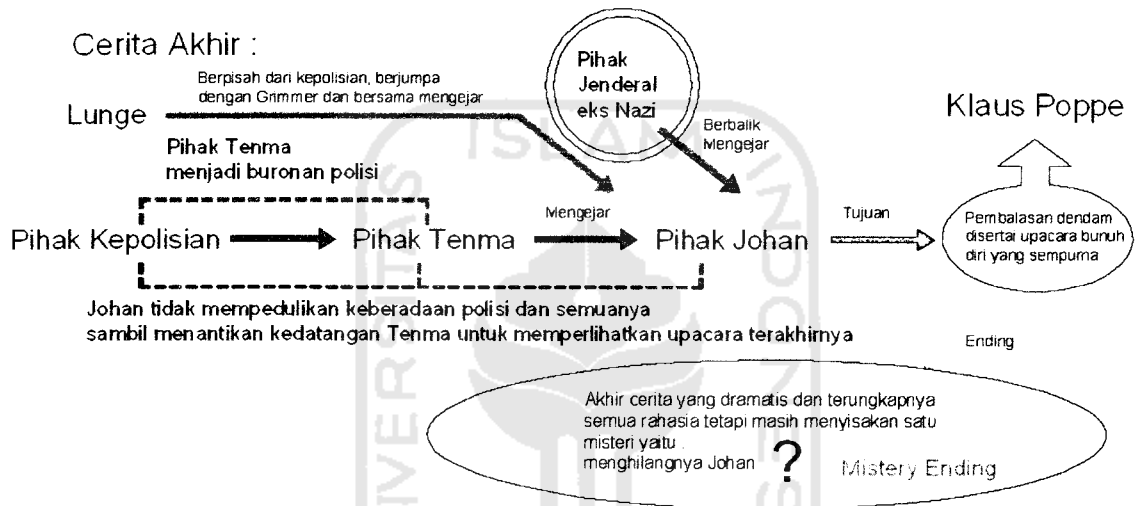 Cerita Akhir :
Berpisah dari kepolisian, berjumpa
dengan Grimmer dan bersama mengejar
Lunge
Pihak
Jenderal
eks Nazi
Berbalik
Mengejar
Klaus Poppe
Pihak Tenma
menjadi buronan polisi
Pihak Kepolisian
Pihak Tenma
Mengejar
Pihak Johan
Tujuan
Pembalasan dendam
disertai upacara bunuh
diri yang sempurna
Johan tidak mempedulikan keberadaan polisi dan semuanya
sambil menantikan kedatangan Tenma untuk memperlihatkan upacara terakhirnya
Ending
Akhir cerita yang dramatis dan terungkapnya
semua rahasia tetapi masih menyisakan satu
misteri yaitu
menghilangnya Johan
?
Mistery Ending
ISLAM
UNIVERSITAS
INDONES